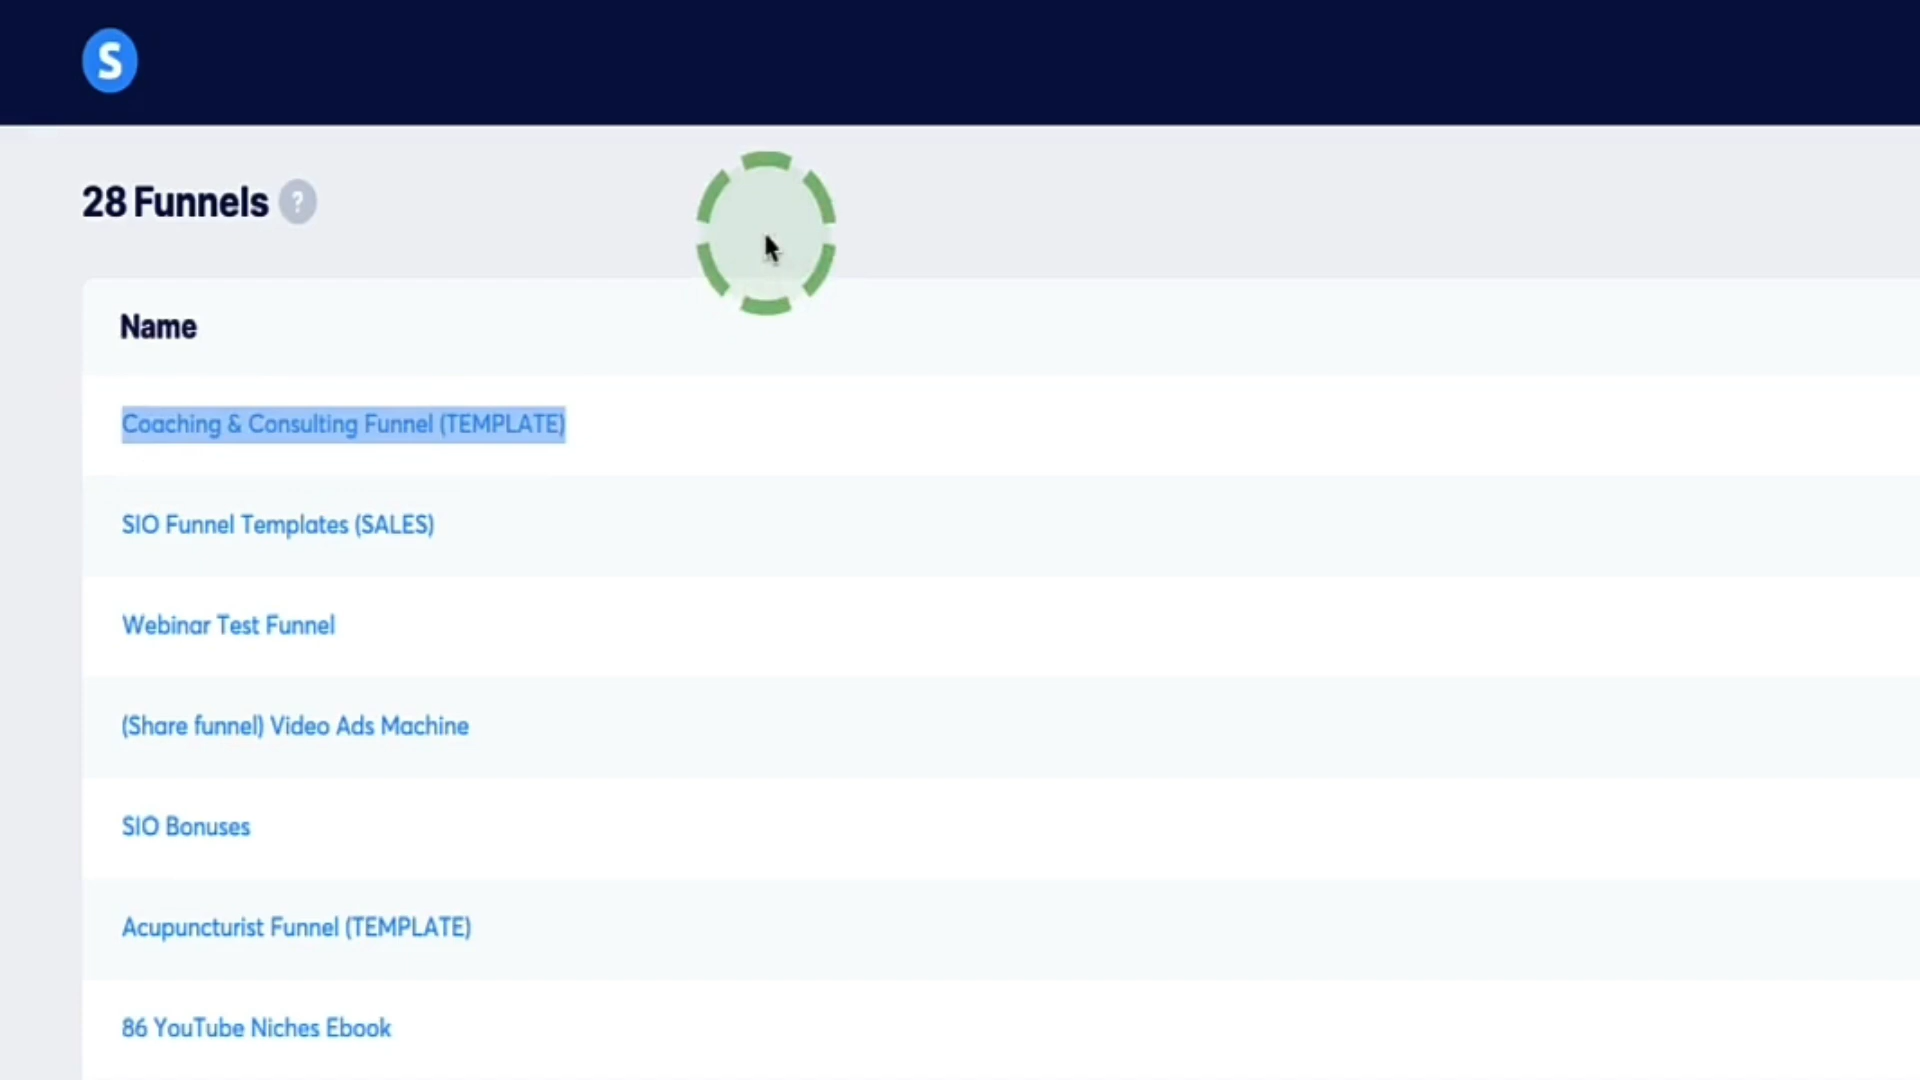 S
28 Funnels ?
Name
Coaching & Consulting Funnel (TEMPLATE)
SIO Funnel Templates (SALES)
Webinar Test Funnel
(Share funnel) Video Ads Machine
SIO Bonuses
Acupuncturist Funnel (TEMPLATE)
86 YouTube Niches Ebook